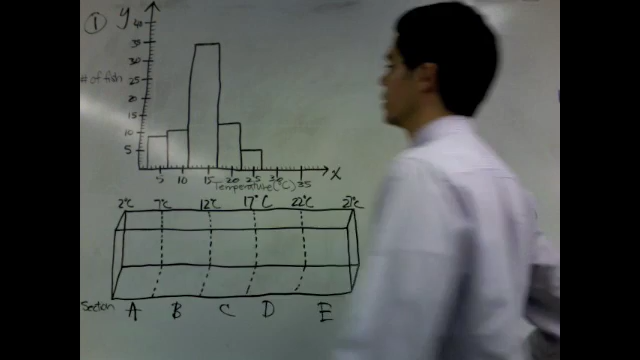 1 y
40
35
30
# of fish 25
20
15
10
5
5 10 15 20 25 30 35 x
Temperature (°C)
2°C 7°C 12°C 17°C 22°C 27°C
Section A B C D E